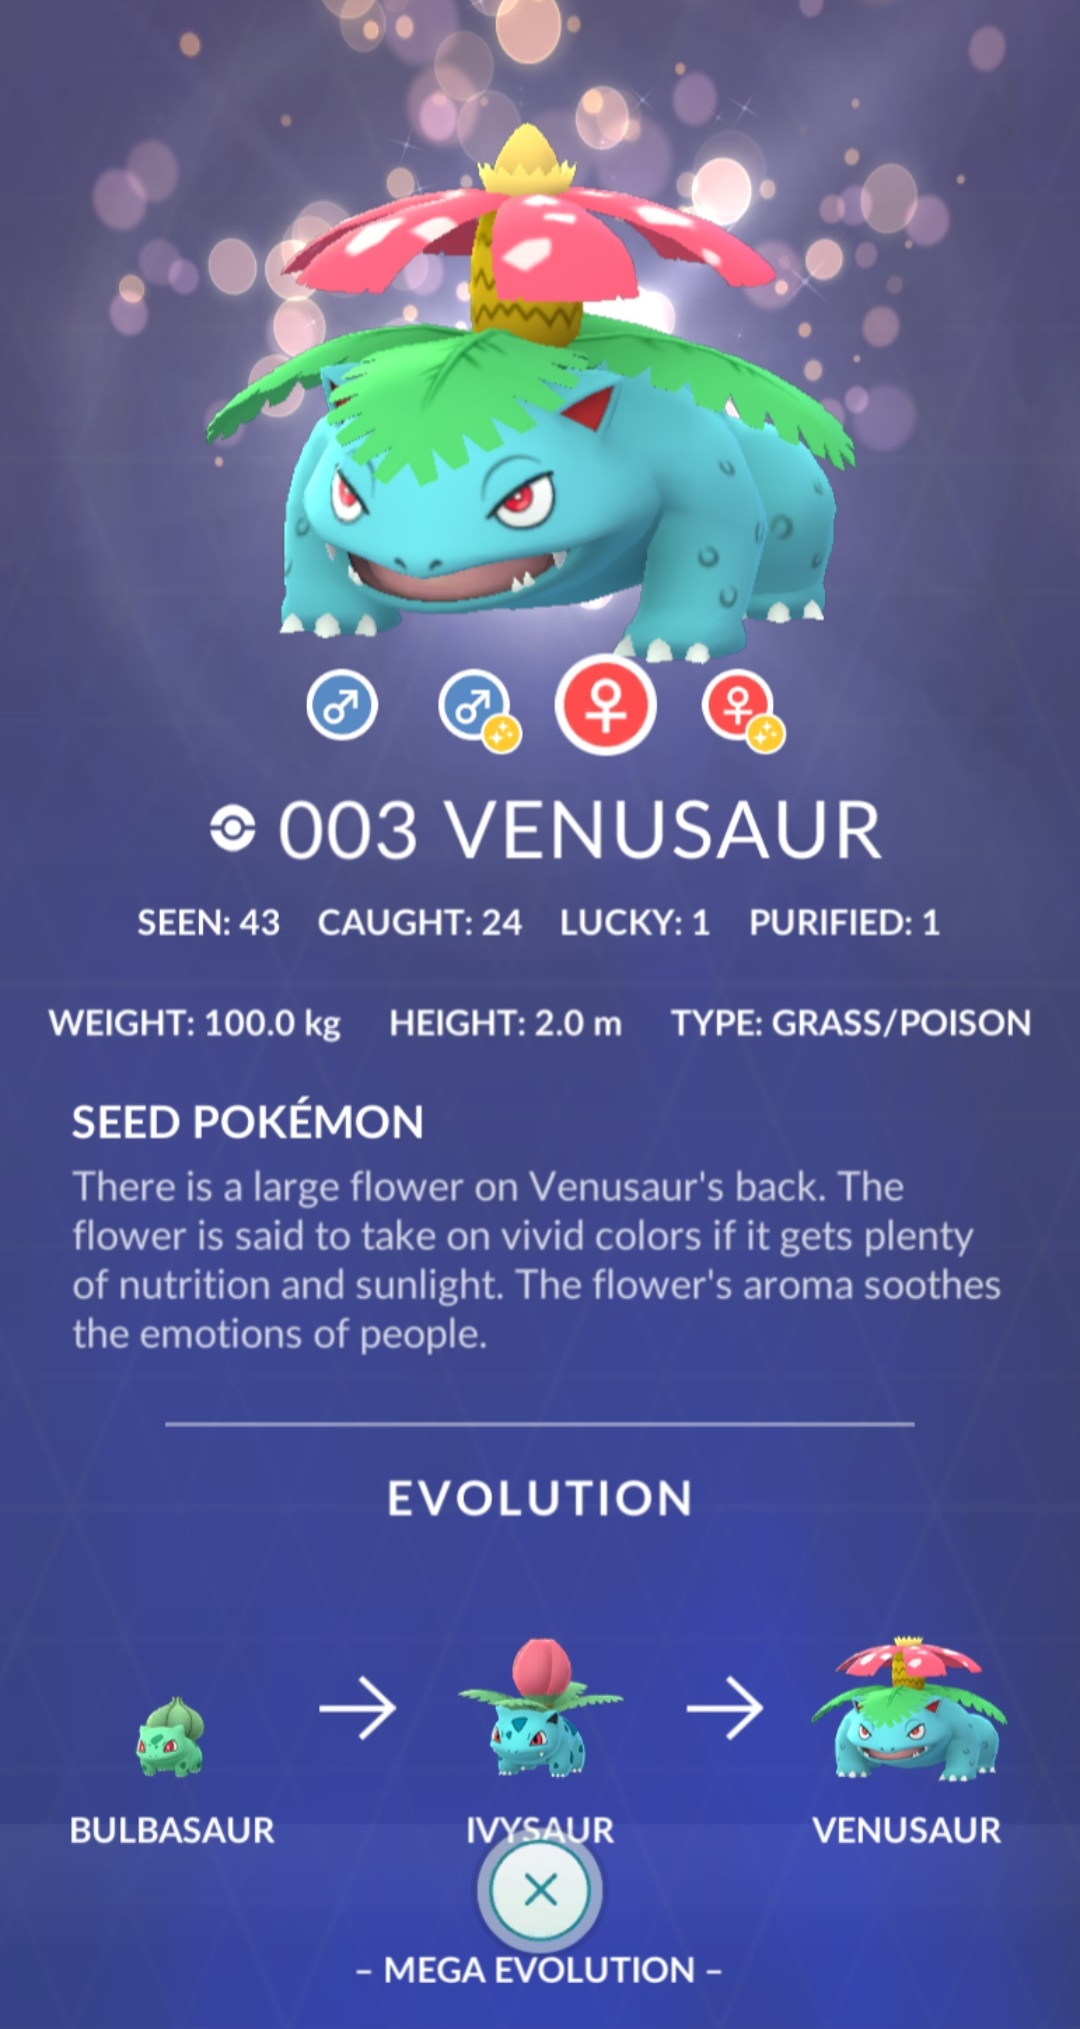 003 VENUSAUR
SEEN: 43 CAUGHT: 24 LUCKY: 1 PURIFIED: 1
WEIGHT: 100.0 kg HEIGHT: 2.0 m TYPE: GRASS/POISON
SEED POKÉMON
There is a large flower on Venusaur's back. The
flower is said to take on vivid colors if it gets plenty
of nutrition and sunlight. The flower's aroma soothes
the emotions of people.
EVOLUTION
BULBASAUR IVYSAUR VENUSAUR
– MEGA EVOLUTION –